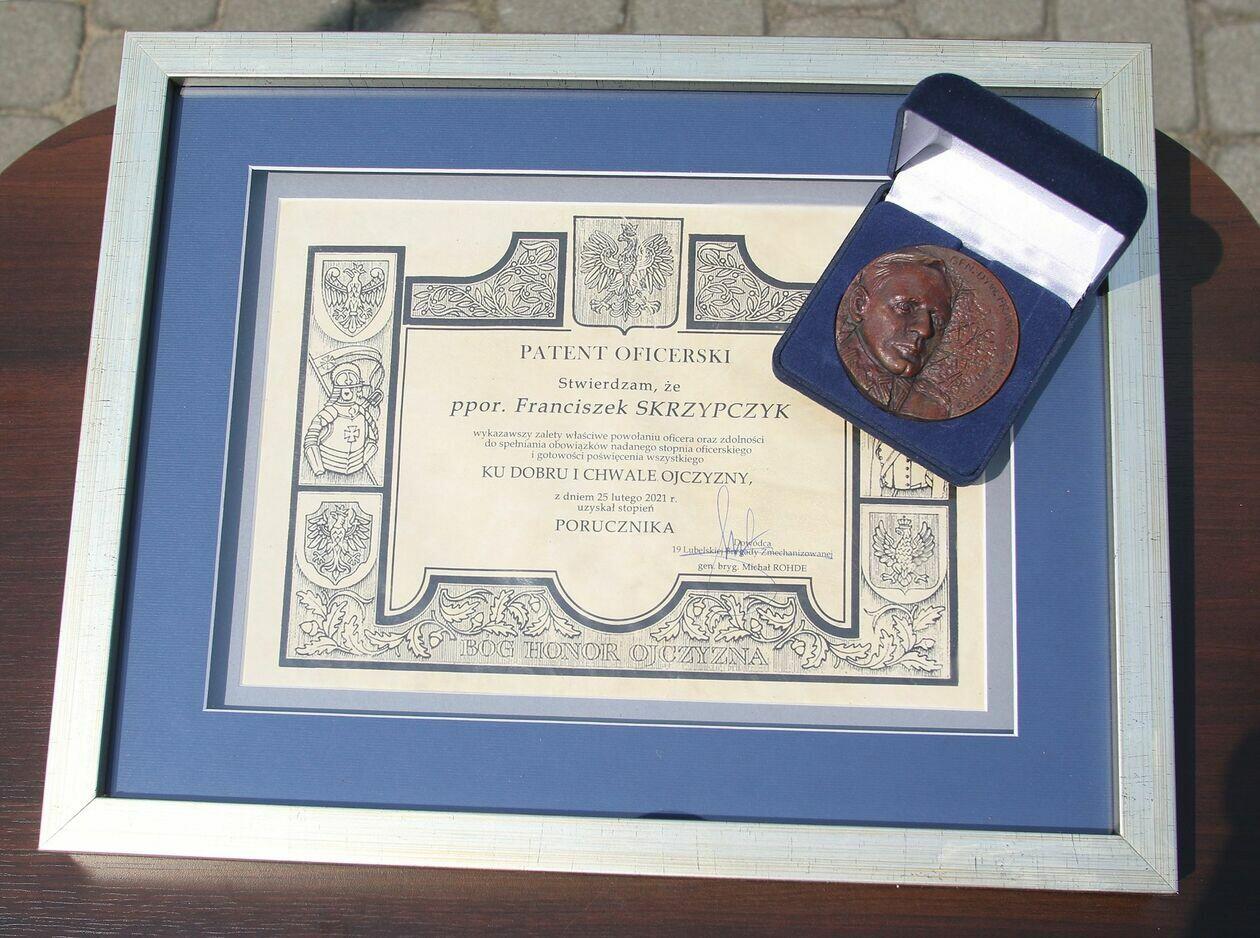 PATENT OFICERSKI
Stwierdzam, że
ppor. Franciszek SKRZYPCZYK
wykazawszy zalety właściwe powołaniu oficera oraz zdolności
do spełniania obowiązków nadanego stopnia oficerskiego
i gotowości poświęcenia wszystkiego
KU DOBRU I CHWALE OJCZYZNY,
z dniem 25 lutego 2021 r.
uzyskał stopień
PORUCZNIKA
Dowódca
19 Lubelskiej Brygady Zmechanizowanej
gen. bryg. Michał ROHDE
BÓG HONOR OJCZYZNA
GEN. DYW.